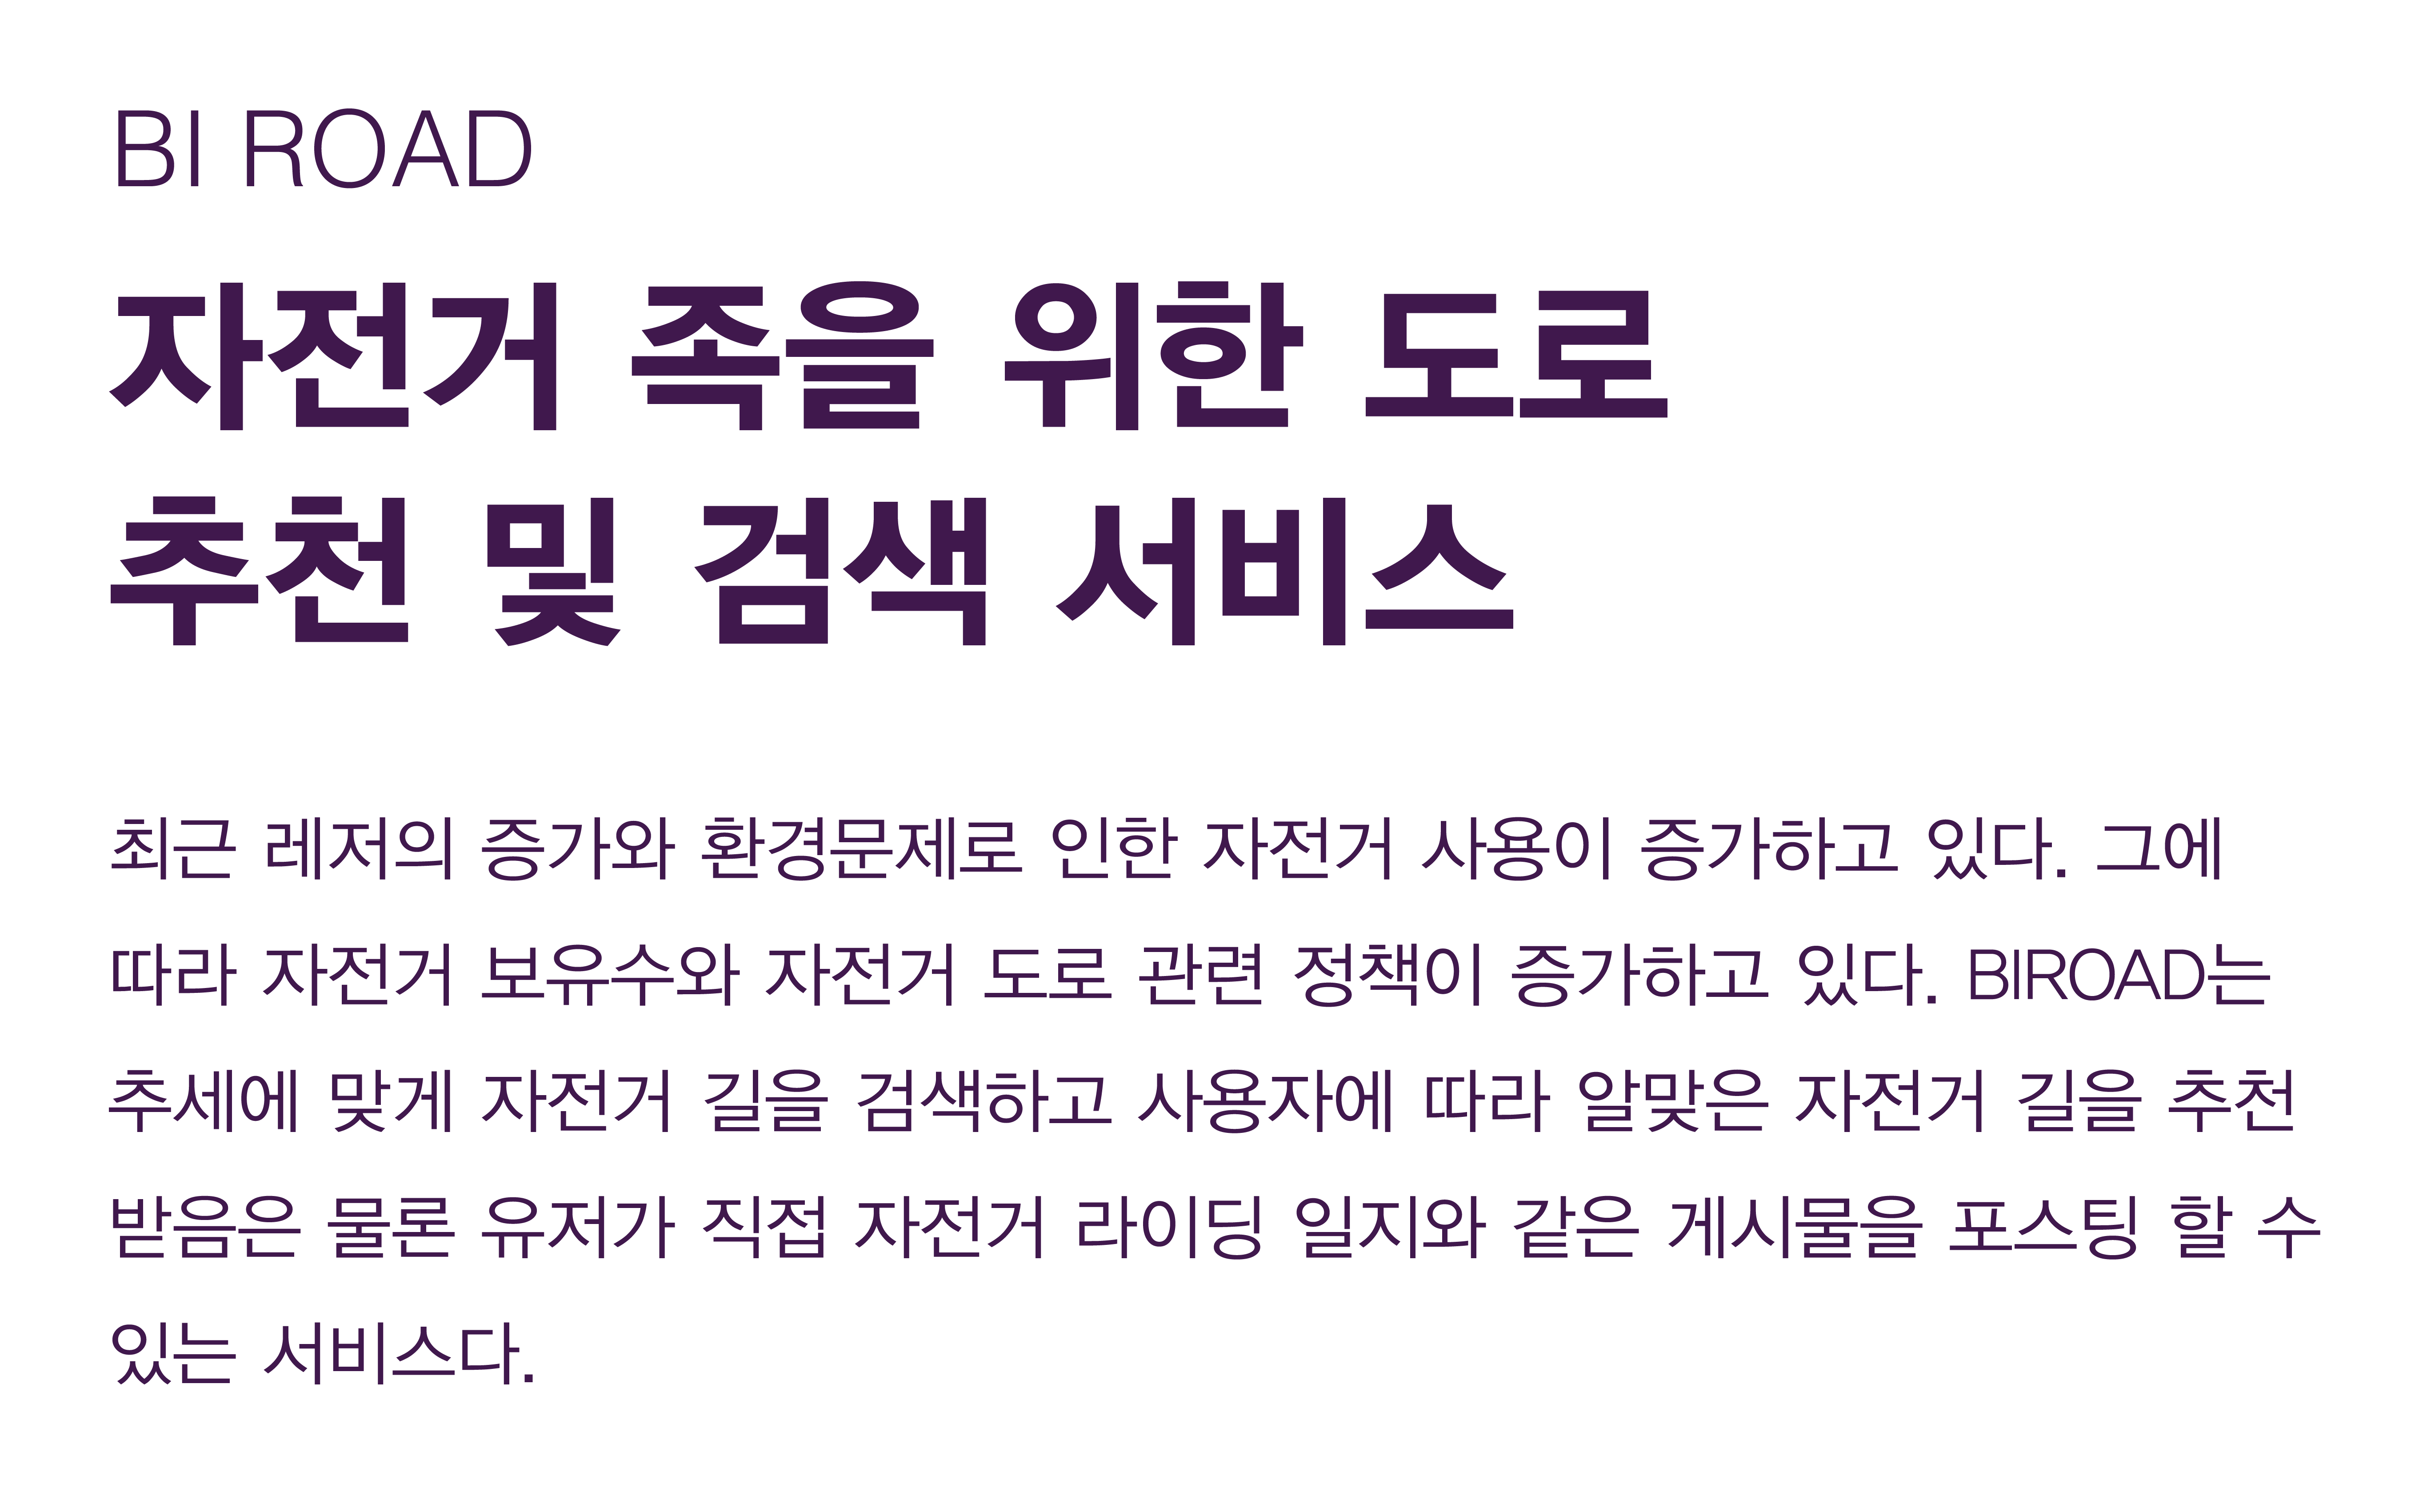 BI ROAD
자전거 족을 위한 도로
추천 및 검색 서비스
최근 레저의 증가와 환경문제로 인한 자전거 사용이 증가하고 있다. 그에
따라 자전거 보유수와 자전거 도로 관련 정책이 증가하고 있다. BIROAD는
추세에 맞게 자전거 길을 검색하고 사용자에 따라 알맞은 자전거 길을 추천
받음은 물론 유저가 직접 자전거 라이딩 일지와 같은 게시물을 포스팅 할 수
있는 서비스다.